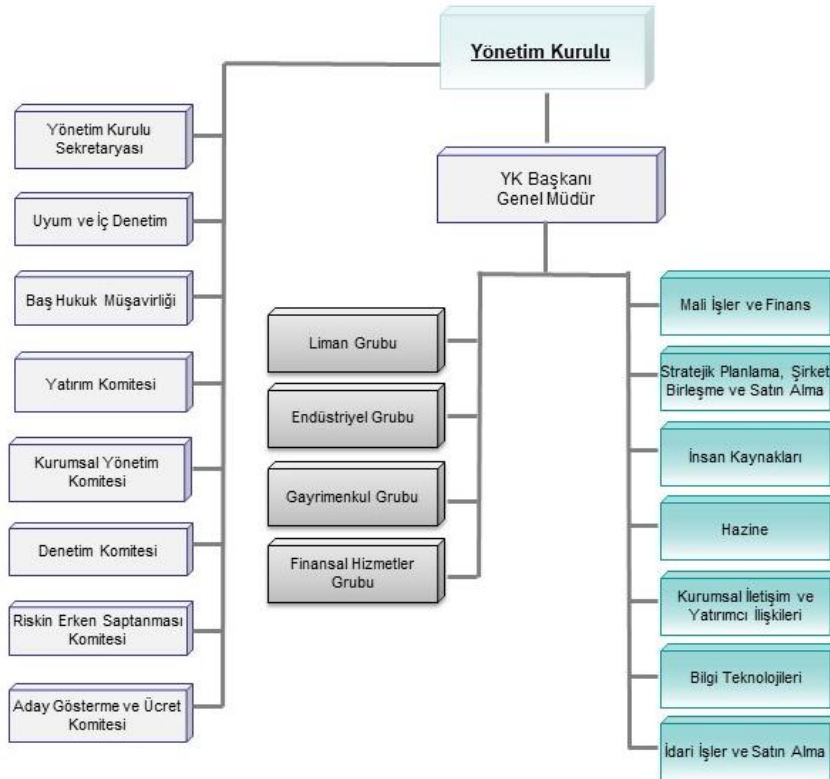 Yönetim Kurulu
YK Başkanı
Genel Müdür
Yönetim Kurulu
Sekretaryası
Uyum ve İç Denetim
Baş Hukuk Müşavirliği
Yatırım Komitesi
Kurumsal Yönetim
Komitesi
Denetim Komitesi
Riskin Erken Saptanması
Komitesi
Aday Gösterme ve Ücret
Komitesi
Liman Grubu
Endüstriyel Grubu
Gayrimenkul Grubu
Finansal Hizmetler
Grubu
Mali İşler ve Finans
Stratejik Planlama, Şirket
Birleşme ve Satın Alma
İnsan Kaynakları
Hazine
Kurumsal İletişim ve
Yatırımcı İlişkileri
Bilgi Teknolojileri
İdari İşler ve Satın Alma